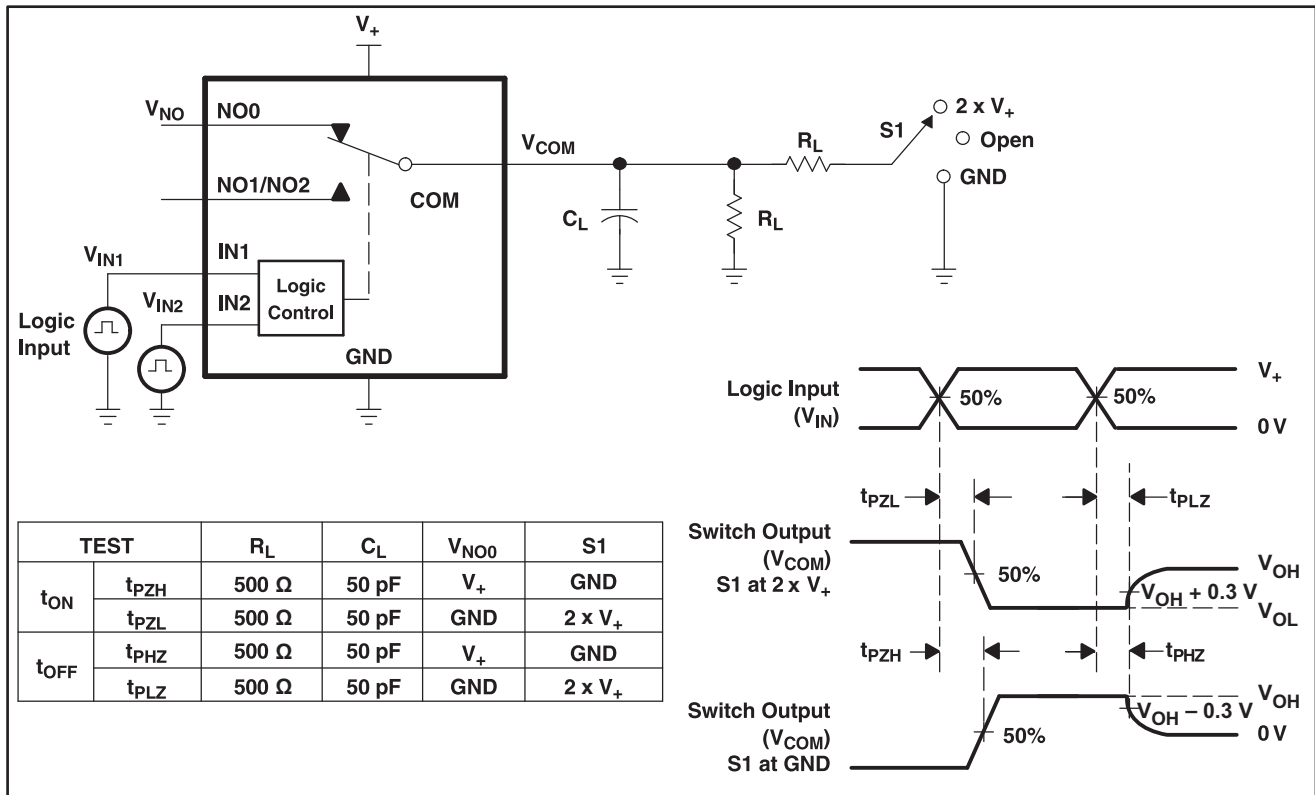 V+
VNO NO0
VCOM
NO1/NO2
COM
CL
RL
RL
S1
2 x V+
Open
GND
VIN1 IN1
VIN2 IN2
Logic
Control
Logic
Input
GND
Logic Input
(VIN)
50%
50%
V+
0 V
tPZL
tPLZ
Switch Output
(VCOM)
S1 at 2 x V+
50%
VOH
VOH + 0.3 V
VOL
tPZH
tPHZ
Switch Output
(VCOM)
S1 at GND
50%
VOH
VOH – 0.3 V
0 V
TEST RL CL VNO0 S1
tON tPZH 500 Ω 50 pF V+ GND
tPZL 500 Ω 50 pF GND 2 x V+
tOFF tPHZ 500 Ω 50 pF V+ GND
tPLZ 500 Ω 50 pF GND 2 x V+